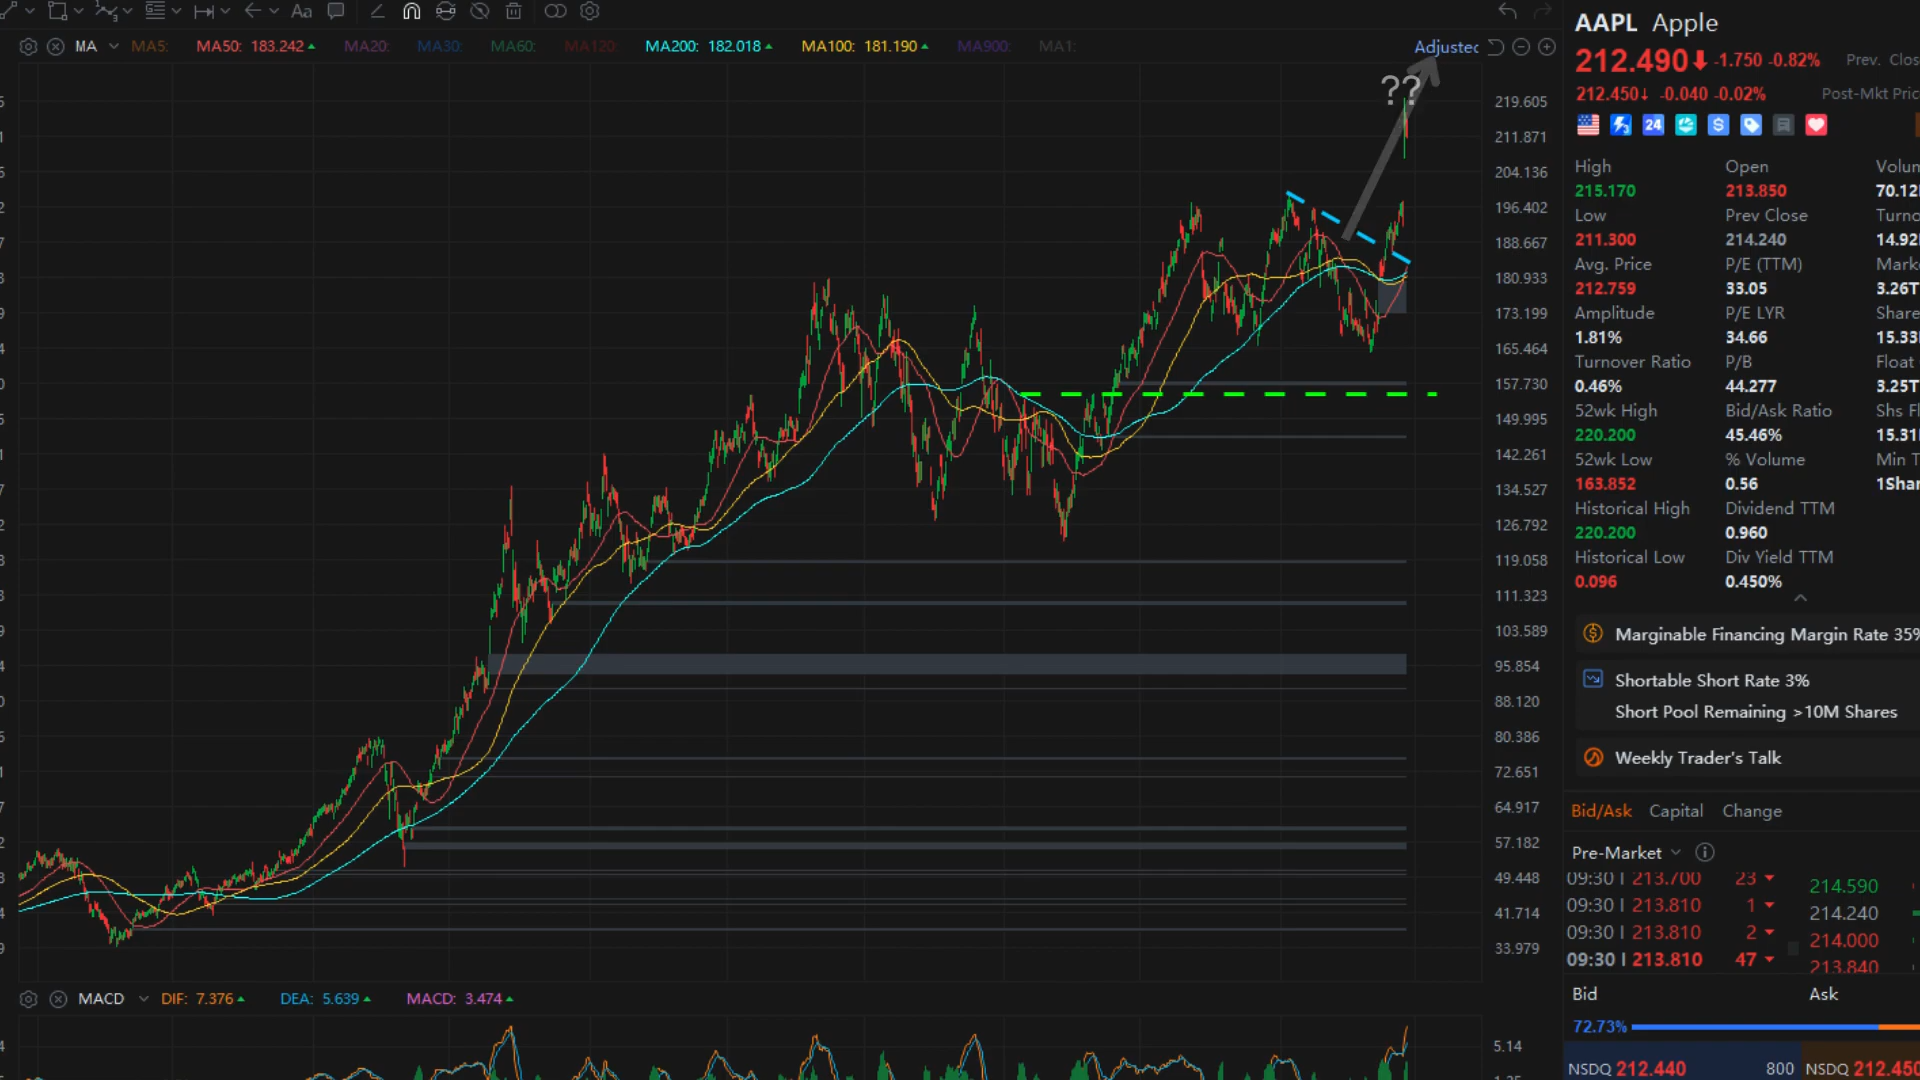 Aa
MA MA5: MA50: 183.242 MA20: MA30: MA60: MA120: MA200: 182.018 MA100: 181.190 MA900: MA1:
Adjusted
??
219.605
211.871
204.136
196.402
188.667
180.933
173.199
165.464
157.730
149.995
142.261
134.527
126.792
119.058
111.323
103.589
95.854
88.120
80.386
72.651
64.917
57.182
49.448
41.714
33.979
MACD DIF: 7.376 DEA: 5.639 MACD: 3.474
5.14
AAPL Apple
212.490 -1.750 -0.82% Prev. Clos
212.450 -0.040 -0.02% Post-Mkt Pric
24
High Open Volum
215.170 213.850 70.12
Low Prev Close Turno
211.300 214.240 14.92
Avg. Price P/E (TTM) Marke
212.759 33.05 3.26T
Amplitude P/E LYR Share
1.81% 34.66 15.33
Turnover Ratio P/B Float
0.46% 44.277 3.25T
52wk High Bid/Ask Ratio Shs Fl
220.200 45.46% 15.31
52wk Low % Volume Min T
163.852 0.56 1Shar
Historical High Dividend TTM
220.200 0.960
Historical Low Div Yield TTM
0.096 0.450%
Marginable Financing Margin Rate 35%
Shortable Short Rate 3%
Short Pool Remaining >10M Shares
Weekly Trader's Talk
Bid/Ask Capital Change
Pre-Market
09:30 213.700 23 214.590
09:30 213.810 1 214.240
09:30 213.810 2 214.000
09:30 213.810 47 213.840
Bid Ask
72.73%
NSDQ 212.440 800 NSDQ 212.450